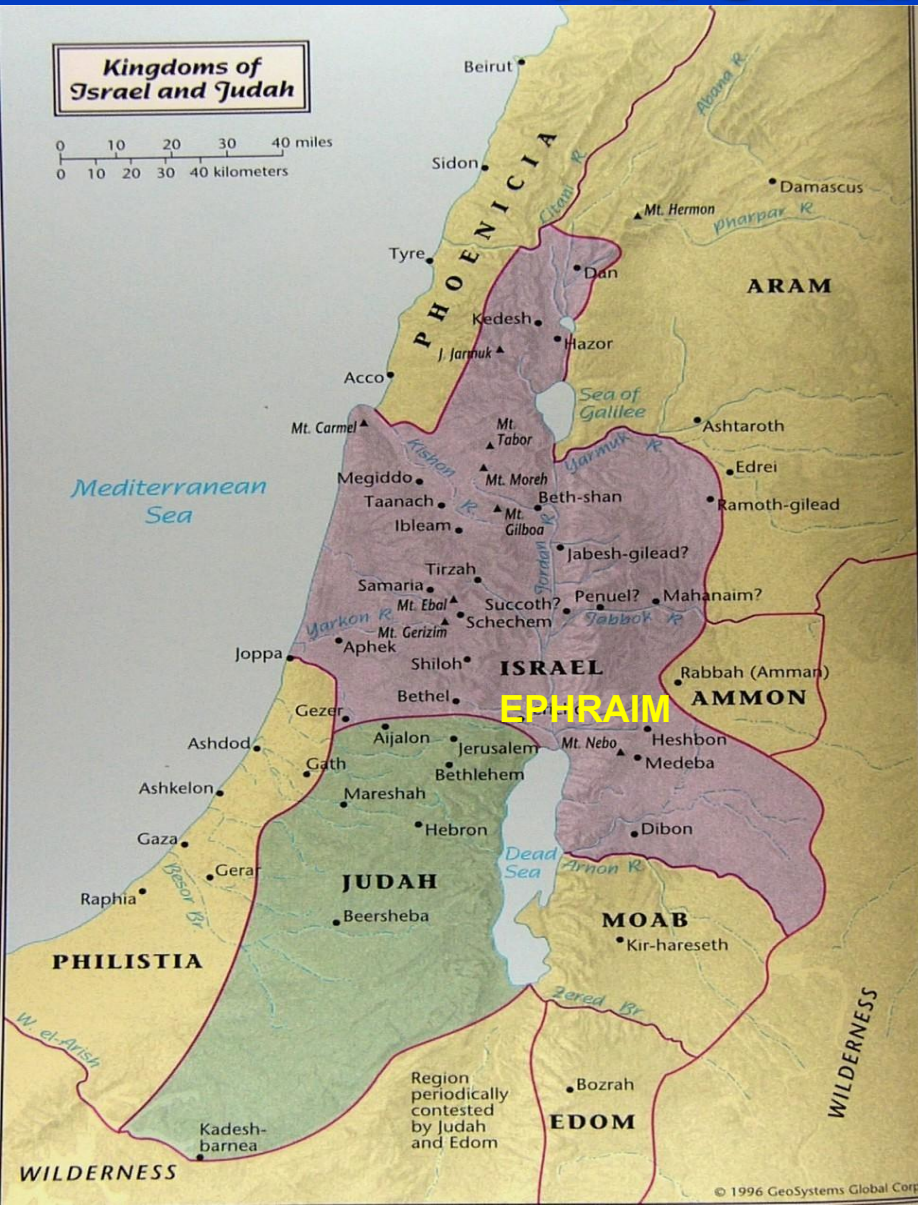 Kingdoms of
Israel and Judah
0 10 20 30 40 miles
0 10 20 30 40 kilometers
Beirut
Abana R.
Sidon
PHOENICIA
Litani R
Damascus
Mt. Hermon
Pharpar R
Tyre
Dan
ARAM
Kedesh
Hazor
J. Jarmuk
Acco
Sea of
Galilee
Mt. Carmel
Mt.
Tabor
Ashtaroth
Kishon
R.
Yarmuk R
Edrei
Megiddo
Mt. Moreh
Mediterranean
Sea
Taanach
Beth-shan
Ramoth-gilead
Ibleam
Mt.
Gilboa
Jordan R
Jabesh-gilead?
Tirzah
Samaria
Mt. Ebal
Succoth?
Penuel?
Mahanaim?
Yarkon R.
Schechem
Jabbok R
Mt. Gerizim
Aphek
Joppa
Shiloh
ISRAEL
Rabbah (Amman)
Bethel
EPHRAIM
AMMON
Gezer
Aijalon
Jerusalem
Mt. Nebo
Heshbon
Ashdod
Gath
Bethlehem
Medeba
Ashkelon
Mareshah
Hebron
Dibon
Gaza
Dead
Sea
Arnon R
Gerar
Besor Br
JUDAH
Raphia
Beersheba
MOAB
Kir-hareseth
PHILISTIA
Zered Br
W. el-Arish
WILDERNESS
Region
periodically
contested
by Judah
and Edom
Bozrah
EDOM
Kadesh-
barnea
WILDERNESS
© 1996 GeoSystems Global Corp